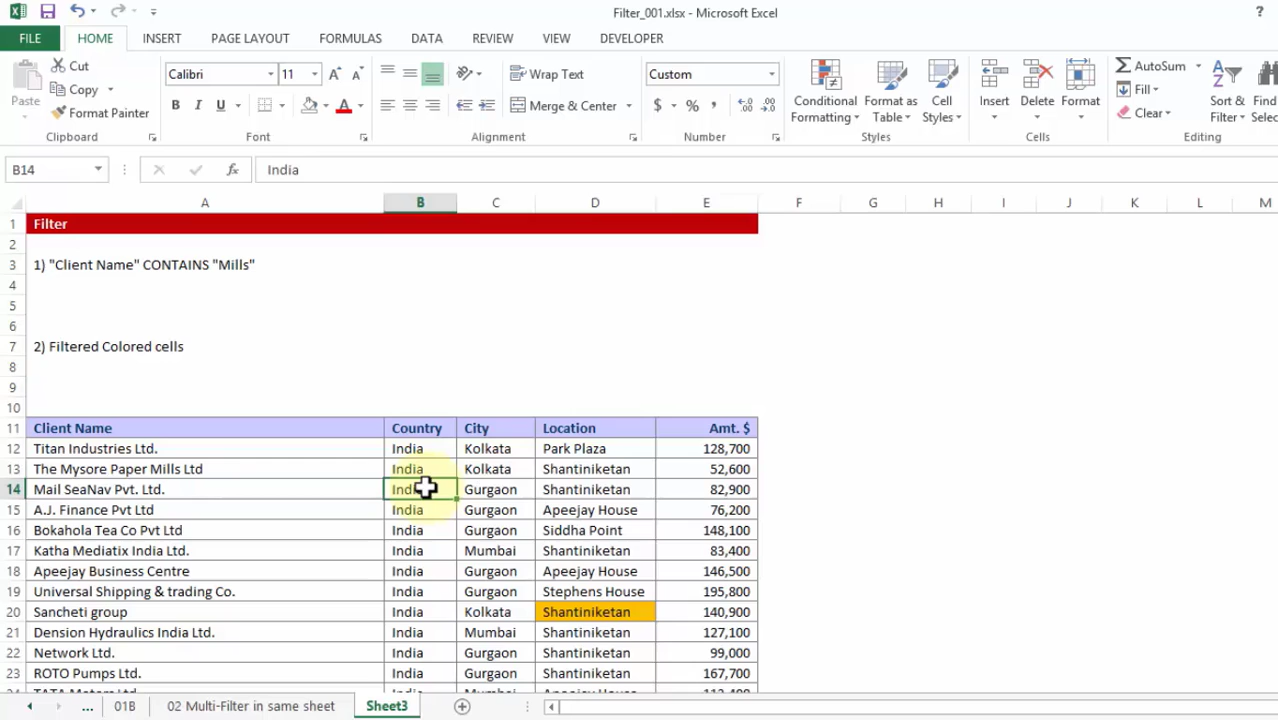 Filter_001.xlsx - Microsoft Excel ?
FILE HOME INSERT PAGE LAYOUT FORMULAS DATA REVIEW VIEW DEVELOPER
Paste Cut Copy Format Painter Clipboard
Calibri 11 A A B I U A Font
Wrap Text Merge & Center Alignment
Custom $ % , Number
Conditional Formatting Format as Table Cell Styles Styles
Insert Delete Format Cells
AutoSum Fill Clear Sort & Filter Editing
B14 fx India
A B C D E F G H I J K L M
1 Filter
2
3 1) "Client Name" CONTAINS "Mills"
4
5
6
7 2) Filtered Colored cells
8
9
10
11 Client Name Country City Location Amt. $
12 Titan Industries Ltd. India Kolkata Park Plaza 128,700
13 The Mysore Paper Mills Ltd India Kolkata Shantiniketan 52,600
14 Mail SeaNav Pvt. Ltd. Gurgaon Shantiniketan 82,900
15 A.J. Finance Pvt Ltd India Gurgaon Apeejay House 76,200
16 Bokahola Tea Co Pvt Ltd India Gurgaon Siddha Point 148,100
17 Katha Mediatix India Ltd. India Mumbai Shantiniketan 83,400
18 Apeejay Business Centre India Gurgaon Apeejay House 146,500
19 Universal Shipping & trading Co. India Gurgaon Stephens House 195,800
20 Sancheti group India Kolkata Shantiniketan 140,900
21 Dension Hydraulics India Ltd. India Mumbai Shantiniketan 127,100
22 Network Ltd. India Gurgaon Shantiniketan 99,000
23 ROTO Pumps Ltd. India Gurgaon Shantiniketan 167,700
... 01B 02 Multi-Filter in same sheet Sheet3